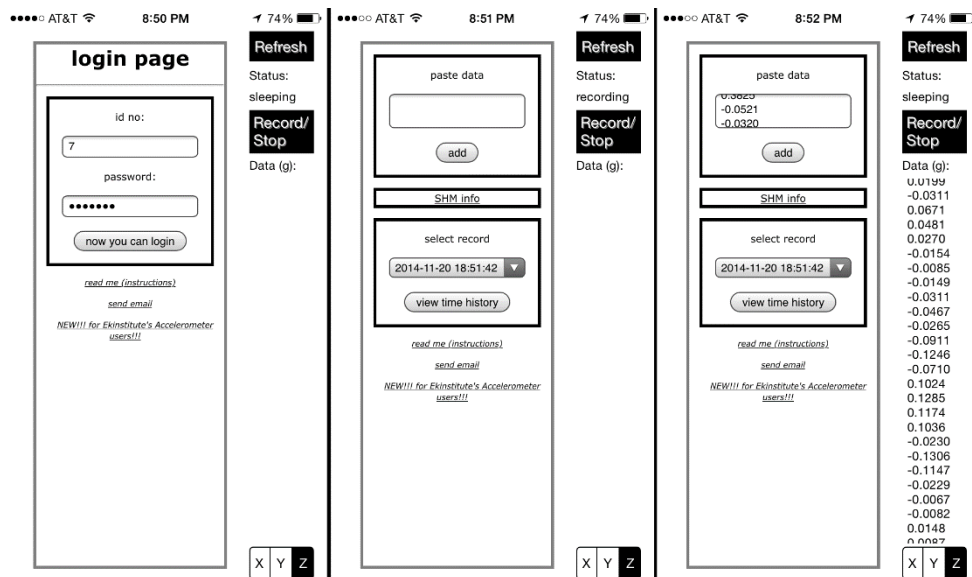 AT&T 8:50 PM 74%
login page
id no:
7
password:
•••••••
now you can login
read me (instructions)
send email
NEW!!! for Ekinstitute's Accelerometer
users!!!
Refresh
Status:
sleeping
Record/
Stop
Data (g):
X Y Z
AT&T 8:51 PM 74%
paste data
add
SHM info
select record
2014-11-20 18:51:42
view time history
read me (instructions)
send email
NEW!!! for Ekinstitute's Accelerometer
users!!!
Refresh
Status:
recording
Record/
Stop
Data (g):
X Y Z
AT&T 8:52 PM 74%
paste data
0.3825
-0.0521
-0.0320
add
SHM info
select record
2014-11-20 18:51:42
view time history
read me (instructions)
send email
NEW!!! for Ekinstitute's Accelerometer
users!!!
Refresh
Status:
sleeping
Record/
Stop
Data (g):
0.0199
-0.0311
0.0671
0.0481
0.0270
-0.0154
-0.0085
-0.0149
-0.0311
-0.0467
-0.0265
-0.0911
-0.1246
-0.0710
0.1024
0.1285
0.1174
0.1036
-0.0230
-0.1306
-0.1147
-0.0229
-0.0067
-0.0082
0.0148
0.0087
X Y Z